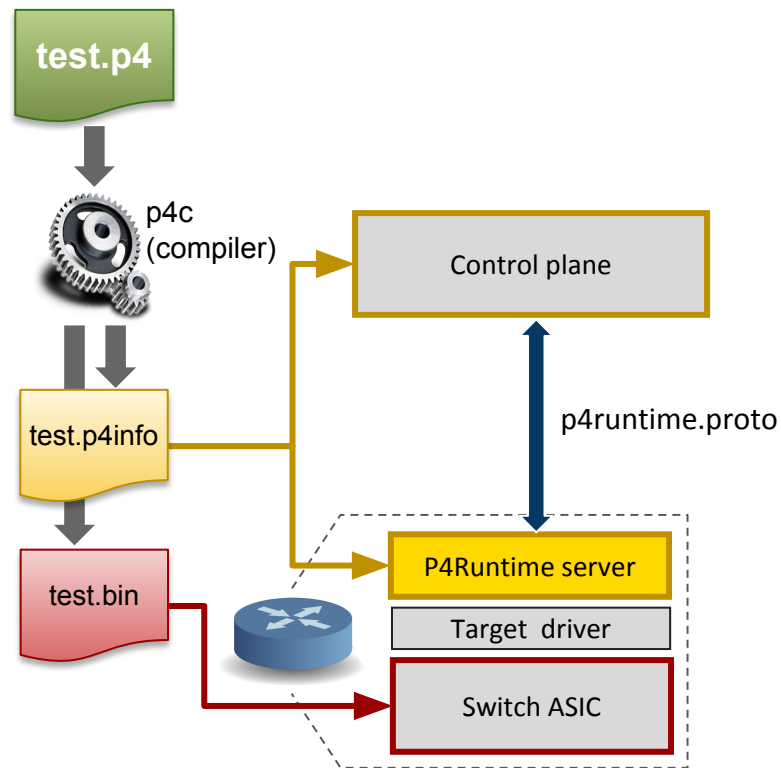 test.p4
p4c
(compiler)
Control plane
test.p4info
p4runtime.proto
P4Runtime server
test.bin
Target driver
Switch ASIC